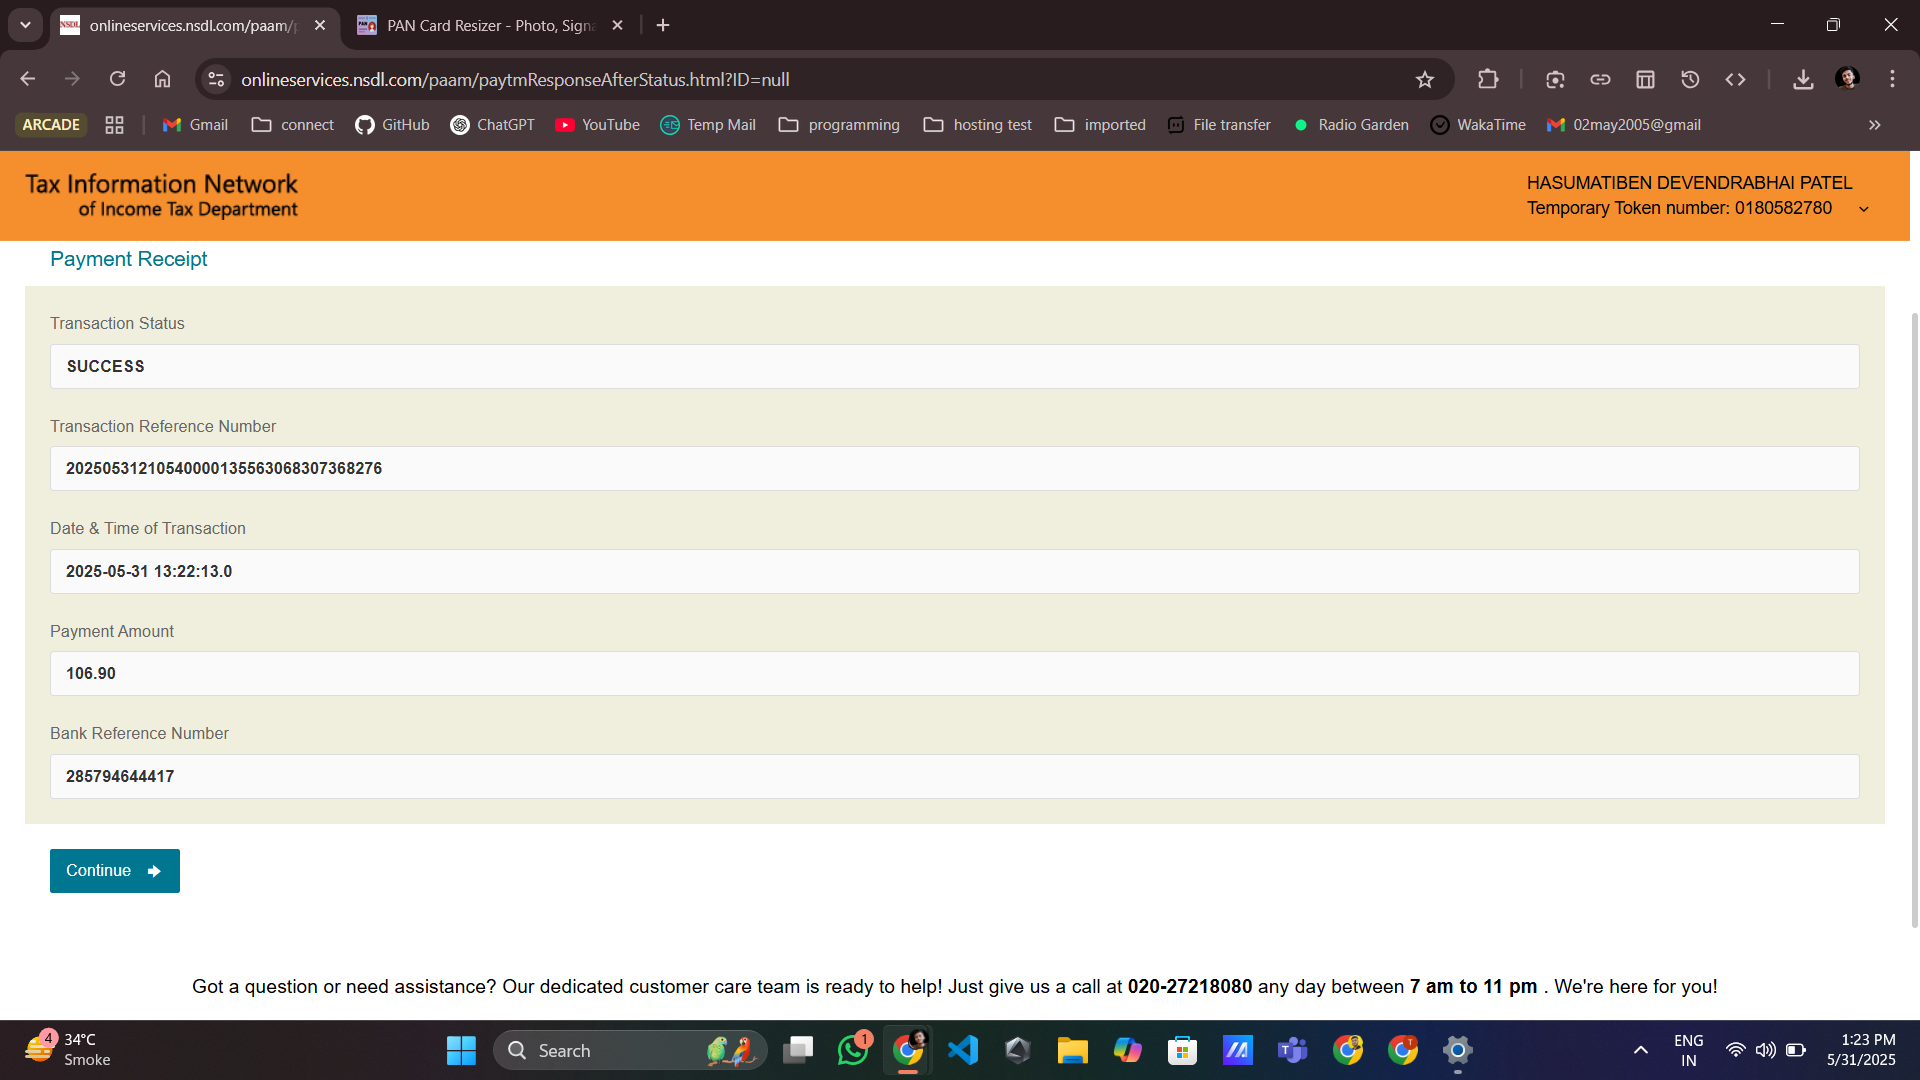 NSDL onlineservices.nsdl.com/paam/p
PAN PAN Card Resizer - Photo, Signa
onlineservices.nsdl.com/paam/paytmResponseAfterStatus.html?ID=null
ARCADE Gmail connect GitHub ChatGPT YouTube Temp Mail programming hosting test imported File transfer Radio Garden WakaTime 02may2005@gmail
Tax Information Network
of Income Tax Department
HASUMATIBEN DEVENDRABHAI PATEL
Temporary Token number: 0180582780
Payment Receipt
Transaction Status
SUCCESS
Transaction Reference Number
20250531210540000135563068307368276
Date & Time of Transaction
2025-05-31 13:22:13.0
Payment Amount
106.90
Bank Reference Number
285794644417
Continue
Got a question or need assistance? Our dedicated customer care team is ready to help! Just give us a call at 020-27218080 any day between 7 am to 11 pm . We're here for you!
4 34°C
Smoke
Search
1
T
ENG
IN
1:23 PM
5/31/2025